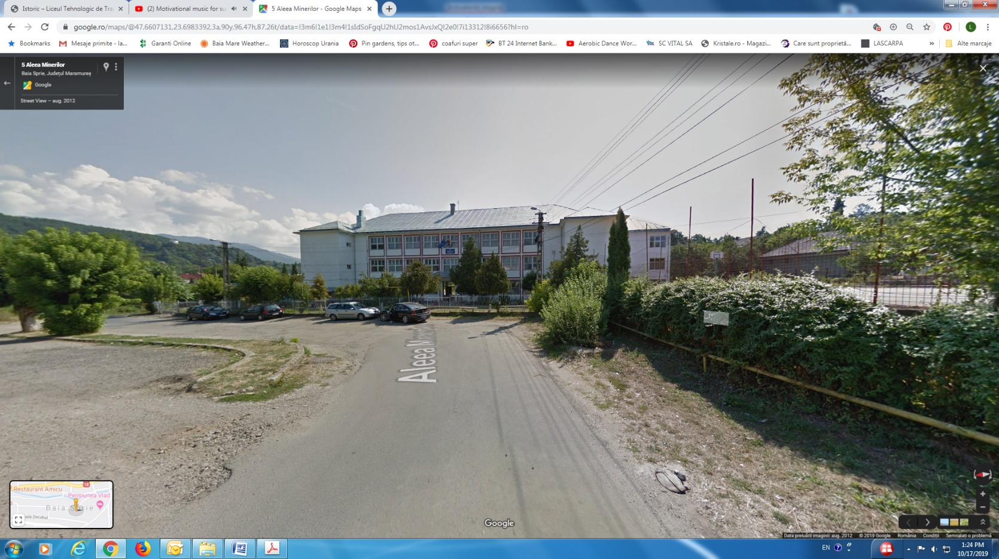 Istoric – Liceul Tehnologic de Tra
(2) Motivational music for su
5 Aleea Minerilor - Google Maps
google.ro/maps/@47.6607131,23.6983392,3a,90y,96.47h,87.26t/data=!3m6!1e1!3m4!1sIdSoFgqU2hU2mos1AvsJxQ!2e0!7i13312!8i6656?hl=ro
L
Bookmarks
Mesaje primite - la...
Garanti Online
Baia Mare Weather...
Horoscop Urania
Pin gardens, tips ot...
coafuri super
BT 24 Internet Bank...
Aerobic Dance Wor...
SC VITAL SA
Kristale.ro - Magazi...
Care sunt proprietă...
LASCARPA
»
Alte marcaje
5 Aleea Minerilor
Baia Sprie, Județul Maramureș
Google
Street View – aug. 2012
Aleea Minerilor
Restaurant Amicu
18
Pensiunea Vlad
Baia Sprie
ada Decebal
Google
Data preluării imaginii: aug. 2012 © 2019 Google România Condiții Semnalați o problemă
EN
1:24 PM
10/17/2019